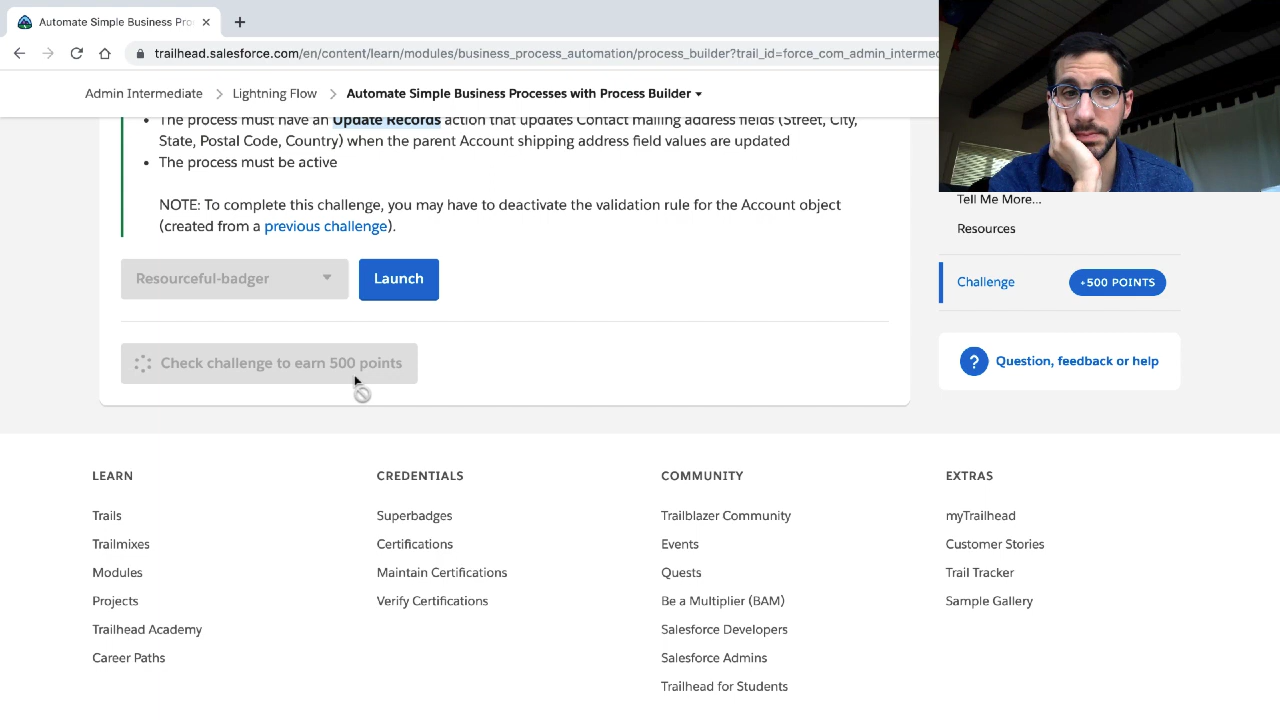 Automate Simple Business Pro
trailhead.salesforce.com/en/content/learn/modules/business_process_automation/process_builder?trail_id=force_com_admin_intermed
Admin Intermediate
Lightning Flow
Automate Simple Business Processes with Process Builder
• The process must have an Update Records action that updates Contact mailing address fields (Street, City,
State, Postal Code, Country) when the parent Account shipping address field values are updated
• The process must be active
NOTE: To complete this challenge, you may have to deactivate the validation rule for the Account object
(created from a previous challenge).
Resourceful-badger
Launch
Check challenge to earn 500 points
Tell Me More...
Resources
Challenge
+500 POINTS
? Question, feedback or help
LEARN
Trails
Trailmixes
Modules
Projects
Trailhead Academy
Career Paths
CREDENTIALS
Superbadges
Certifications
Maintain Certifications
Verify Certifications
COMMUNITY
Trailblazer Community
Events
Quests
Be a Multiplier (BAM)
Salesforce Developers
Salesforce Admins
Trailhead for Students
EXTRAS
myTrailhead
Customer Stories
Trail Tracker
Sample Gallery